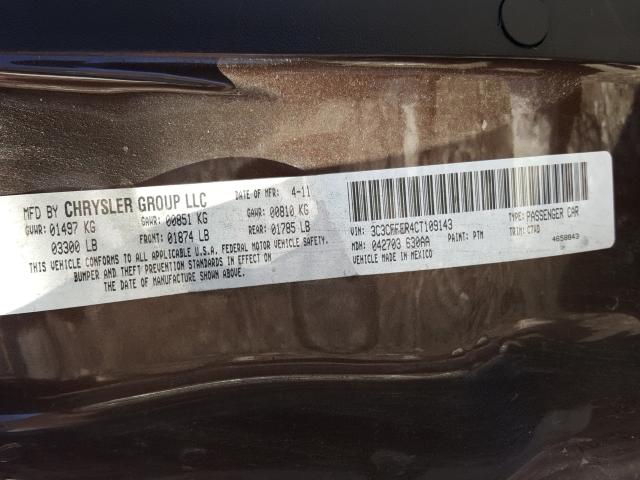 MFD BY CHRYSLER GROUP LLC DATE OF MFR: 4-11
GVWR: 01497 KG GAWR: 00851 KG GAWR: 00810 KG
03300 LB FRONT: 01874 LB REAR: 01785 LB
THIS VEHICLE CONFORMS TO ALL APPLICABLE U.S.A. FEDERAL MOTOR VEHICLE SAFETY,
BUMPER AND THEFT PREVENTION STANDARDS IN EFFECT ON
THE DATE OF MANUFACTURE SHOWN ABOVE.
VIN: 3C3CFFER4CT109143 TYPE: PASSENGER CAR
MDH: 042703 630AA PAINT: PTM TRIM: C7XD
VEHICLE MADE IN MEXICO 4658843